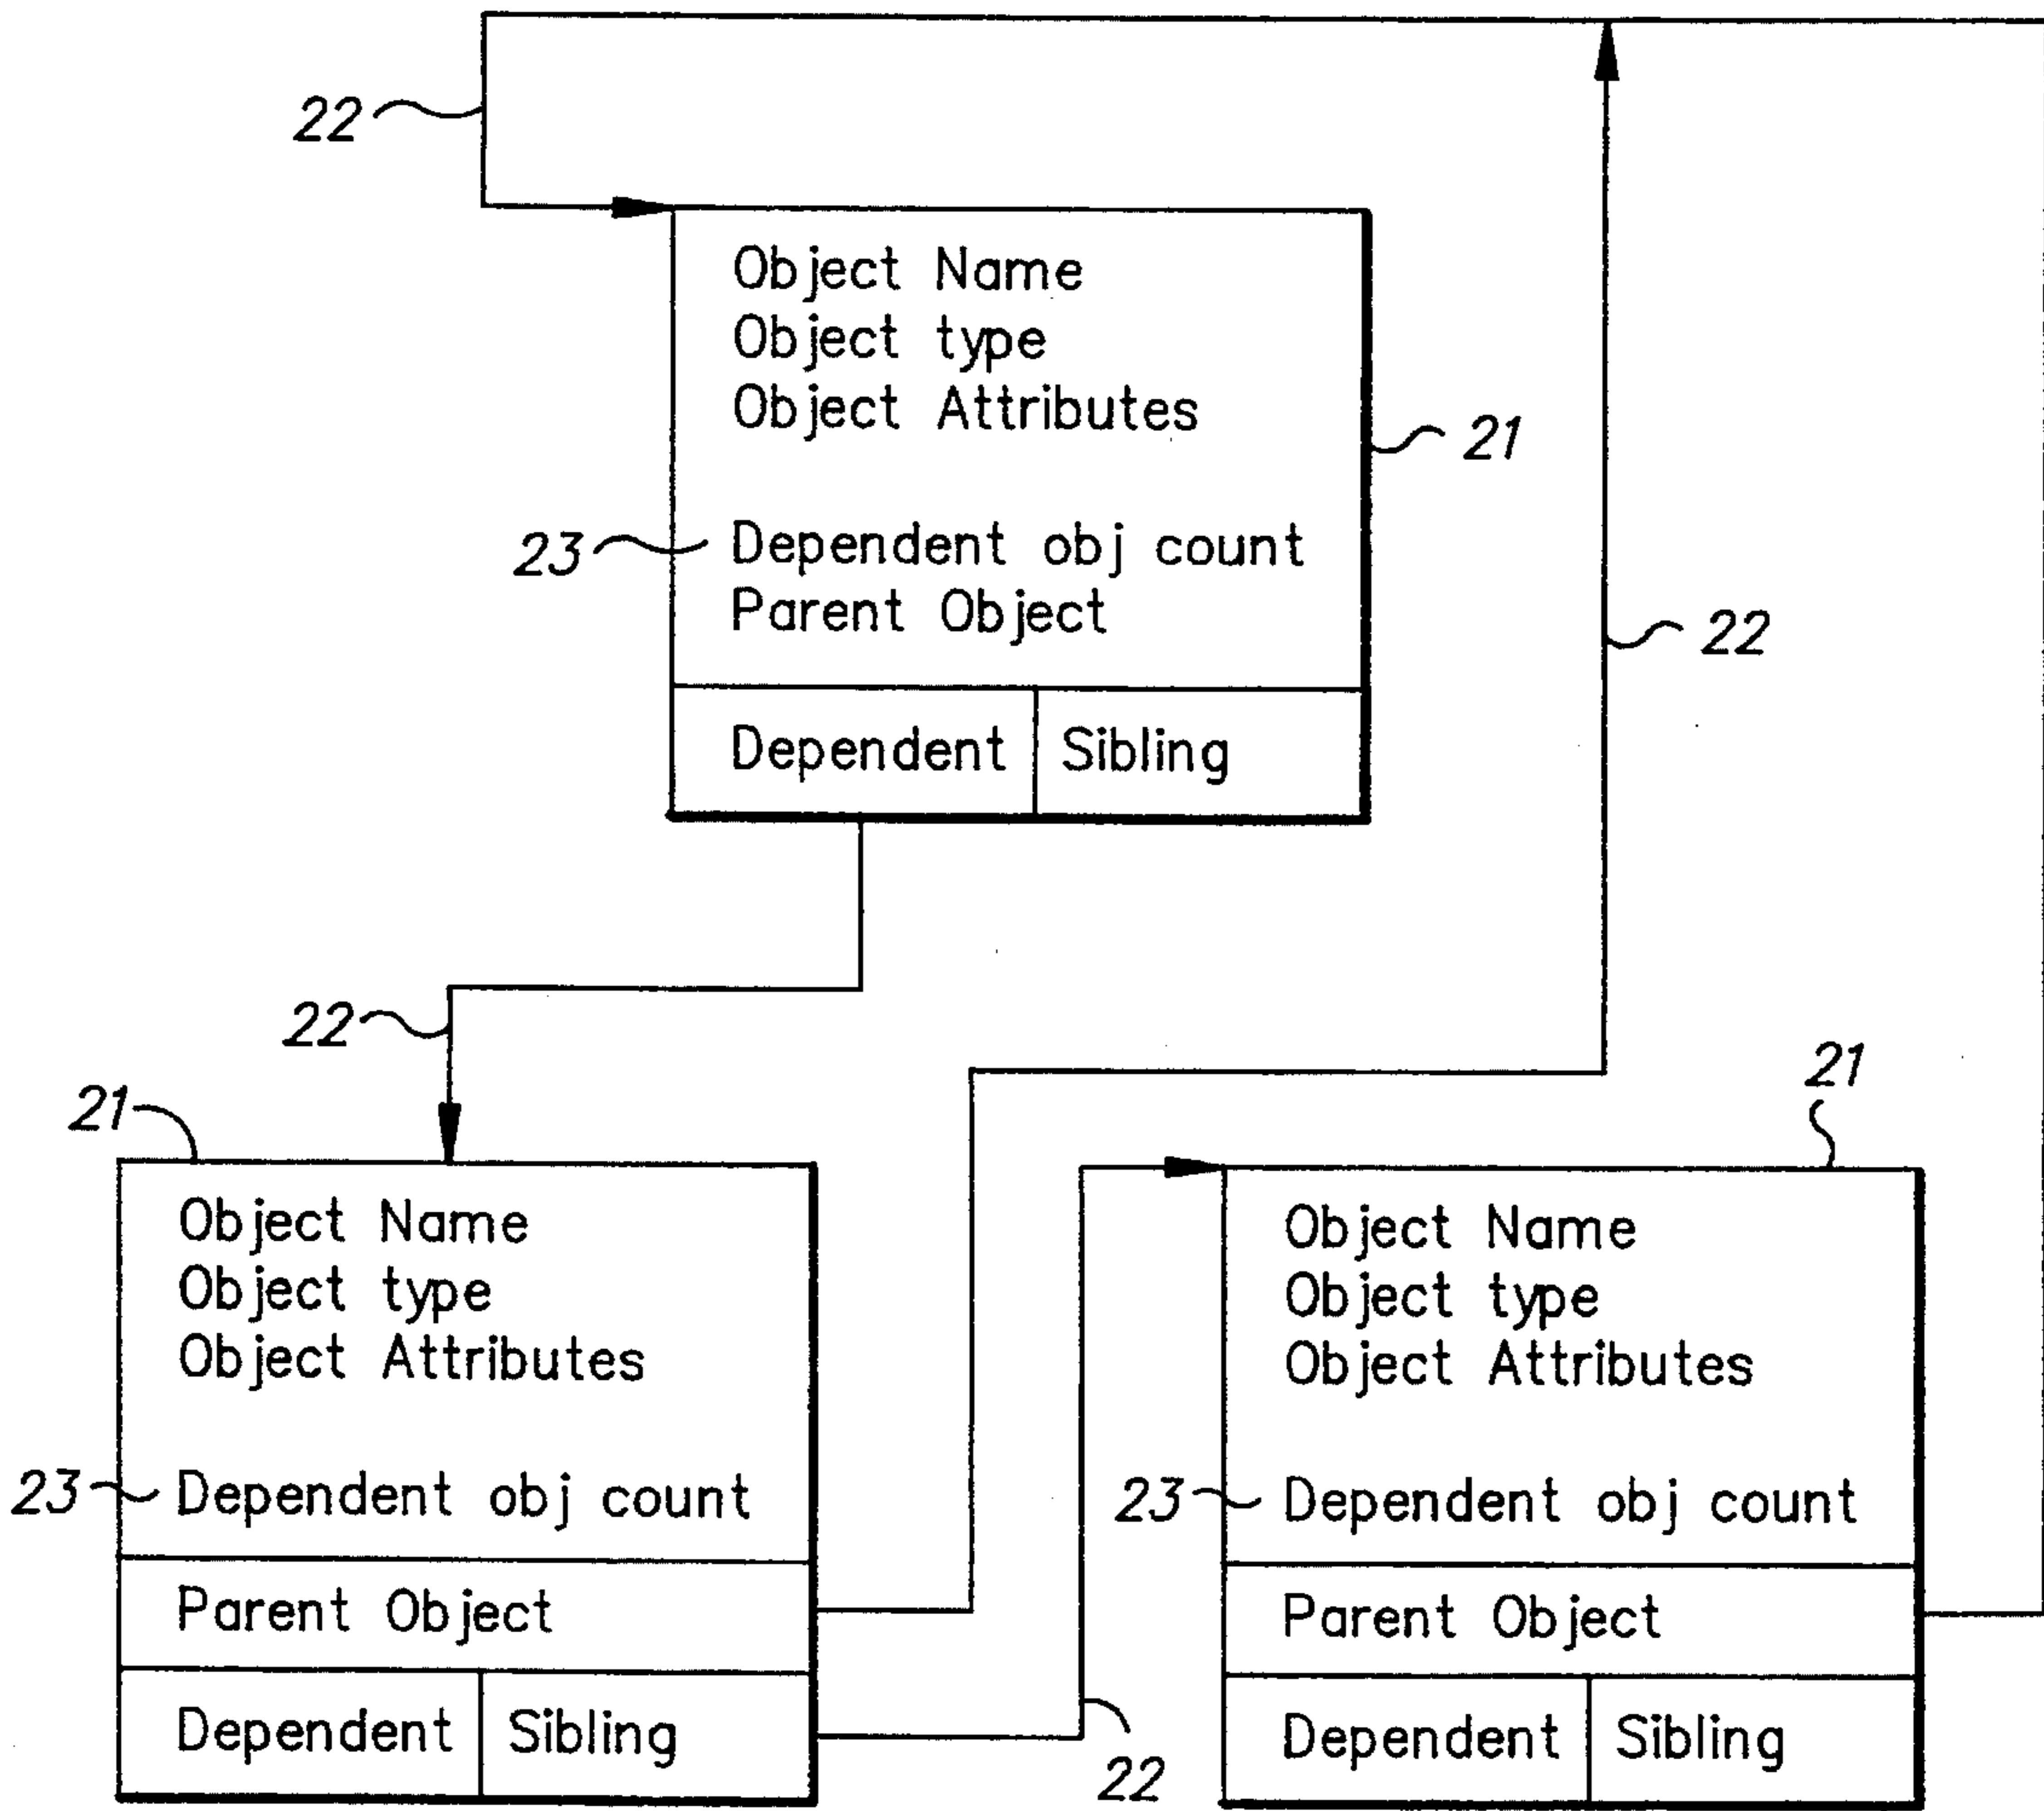 22
Object Name
Object type
Object Attributes
21
23 Dependent obj count
Parent Object
22
Dependent Sibling
22
21
Object Name
Object type
Object Attributes
23 Dependent obj count
Parent Object
Dependent Sibling
22
21
Object Name
Object type
Object Attributes
23 Dependent obj count
Parent Object
Dependent Sibling